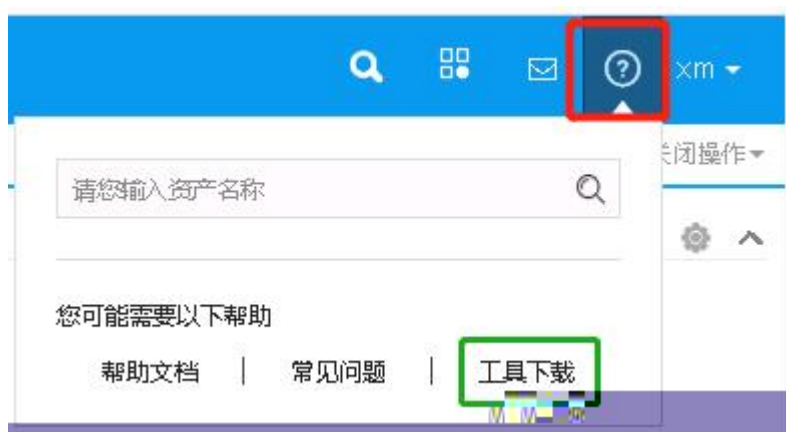 xm
关闭操作
请您输入资产名称
您可能需要以下帮助
帮助文档 | 常见问题 | 工具下载